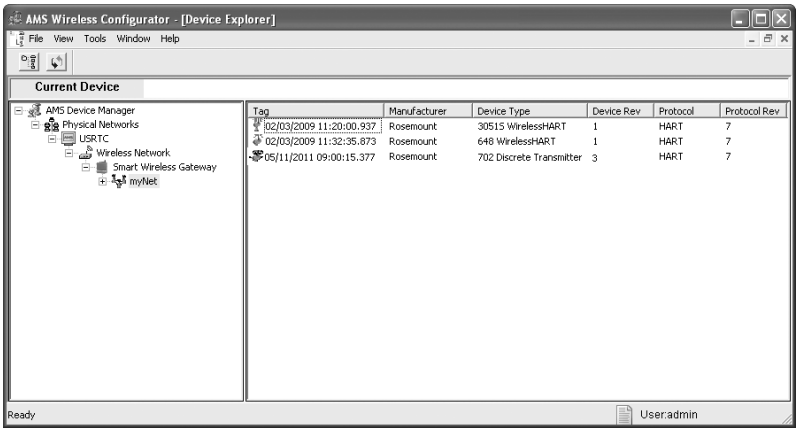 AMS Wireless Configurator - [Device Explorer]
File View Tools Window Help
Current Device
AMS Device Manager
Physical Networks
USRTC
Wireless Network
Smart Wireless Gateway
myNet
Tag Manufacturer Device Type Device Rev Protocol Protocol Rev
02/03/2009 11:20:00.937 Rosemount 3051S WirelessHART 1 HART 7
02/03/2009 11:32:35.873 Rosemount 648 WirelessHART 1 HART 7
05/11/2011 09:00:15.377 Rosemount 702 Discrete Transmitter 3 HART 7
Ready User:admin